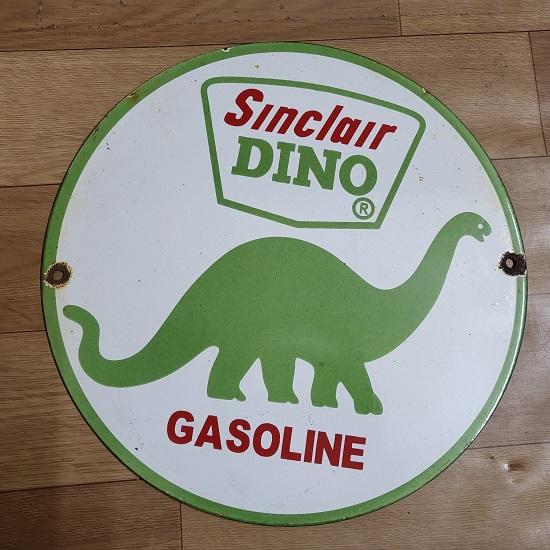 Sinclair
DINO
®
GASOLINE